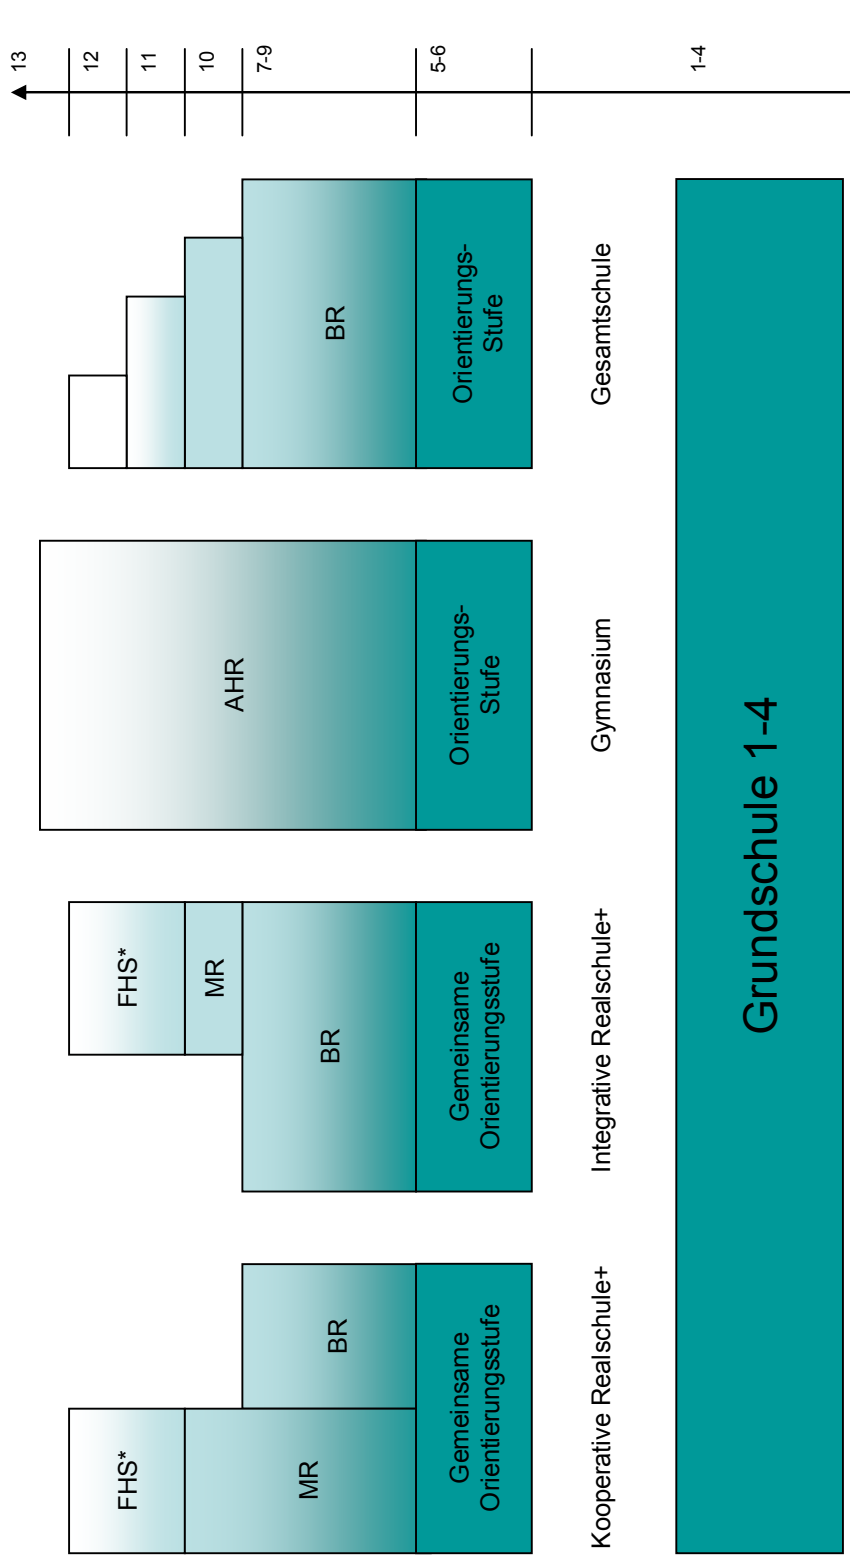 FHS*
MR
BR
Gemeinsame
Orientierungsstufe
Kooperative Realschule+
FHS*
MR
BR
Gemeinsame
Orientierungsstufe
Integrative Realschule+
AHR
Orientierungs-
Stufe
Gymnasium
BR
Orientierungs-
Stufe
Gesamtschule
13
12
11
10
7-9
5-6
1-4
Grundschule 1-4